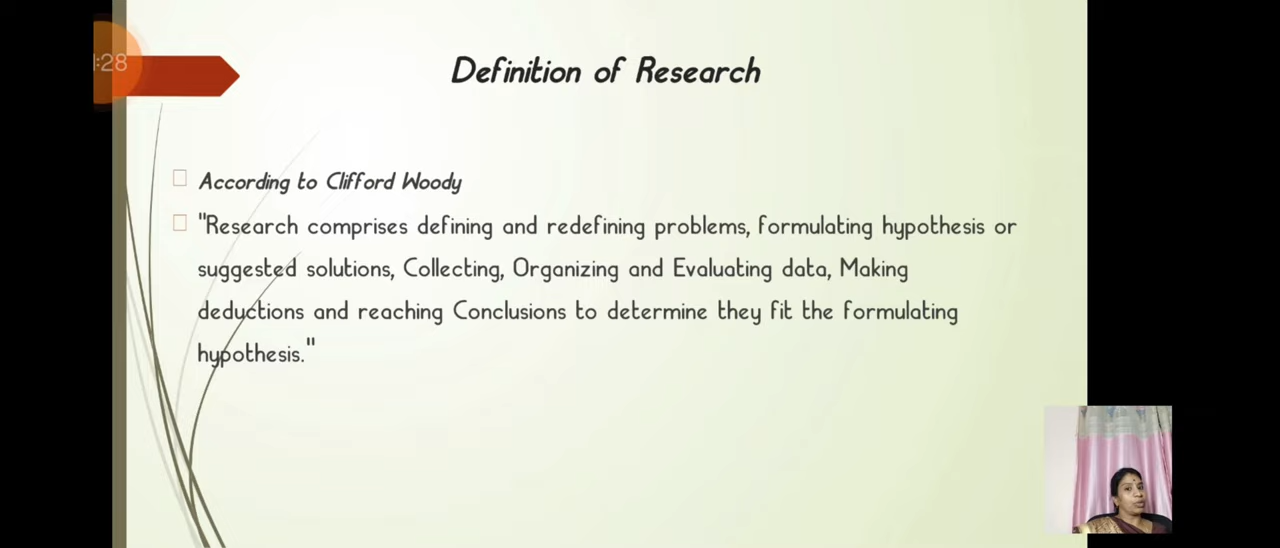 :28
Definition of Research
According to Clifford Woody
"Research comprises defining and redefining problems, formulating hypothesis or
suggested solutions, Collecting, Organizing and Evaluating data, Making
deductions and reaching Conclusions to determine they fit the formulating
hypothesis."